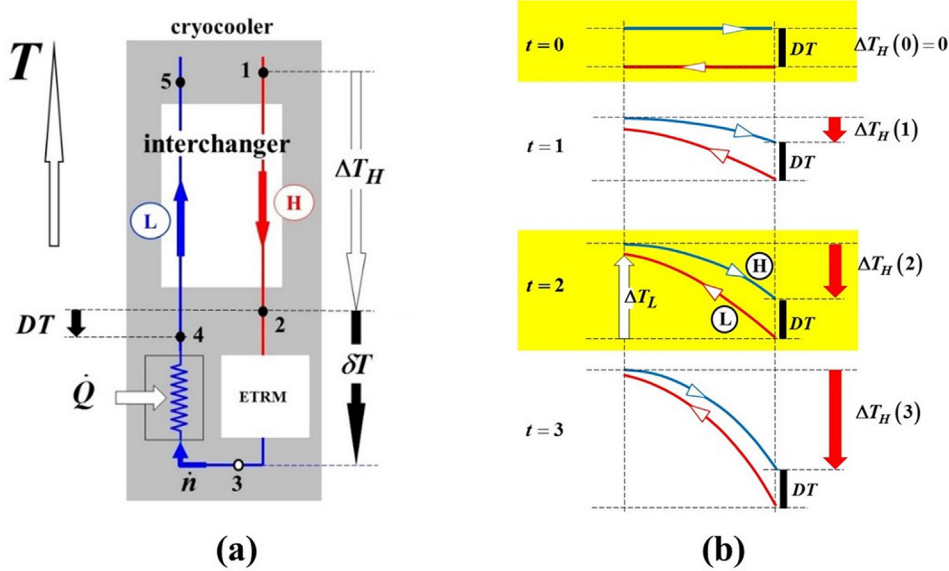 cryocooler
T
5
1
interchanger
ΔT_H
L
H
DT
4
2
δT
Q̇
ETRM
ṅ
3
(a)
t = 0
DT
ΔT_H (0) = 0
t = 1
ΔT_H (1)
DT
t = 2
ΔT_L
H
L
ΔT_H (2)
DT
t = 3
ΔT_H (3)
DT
(b)